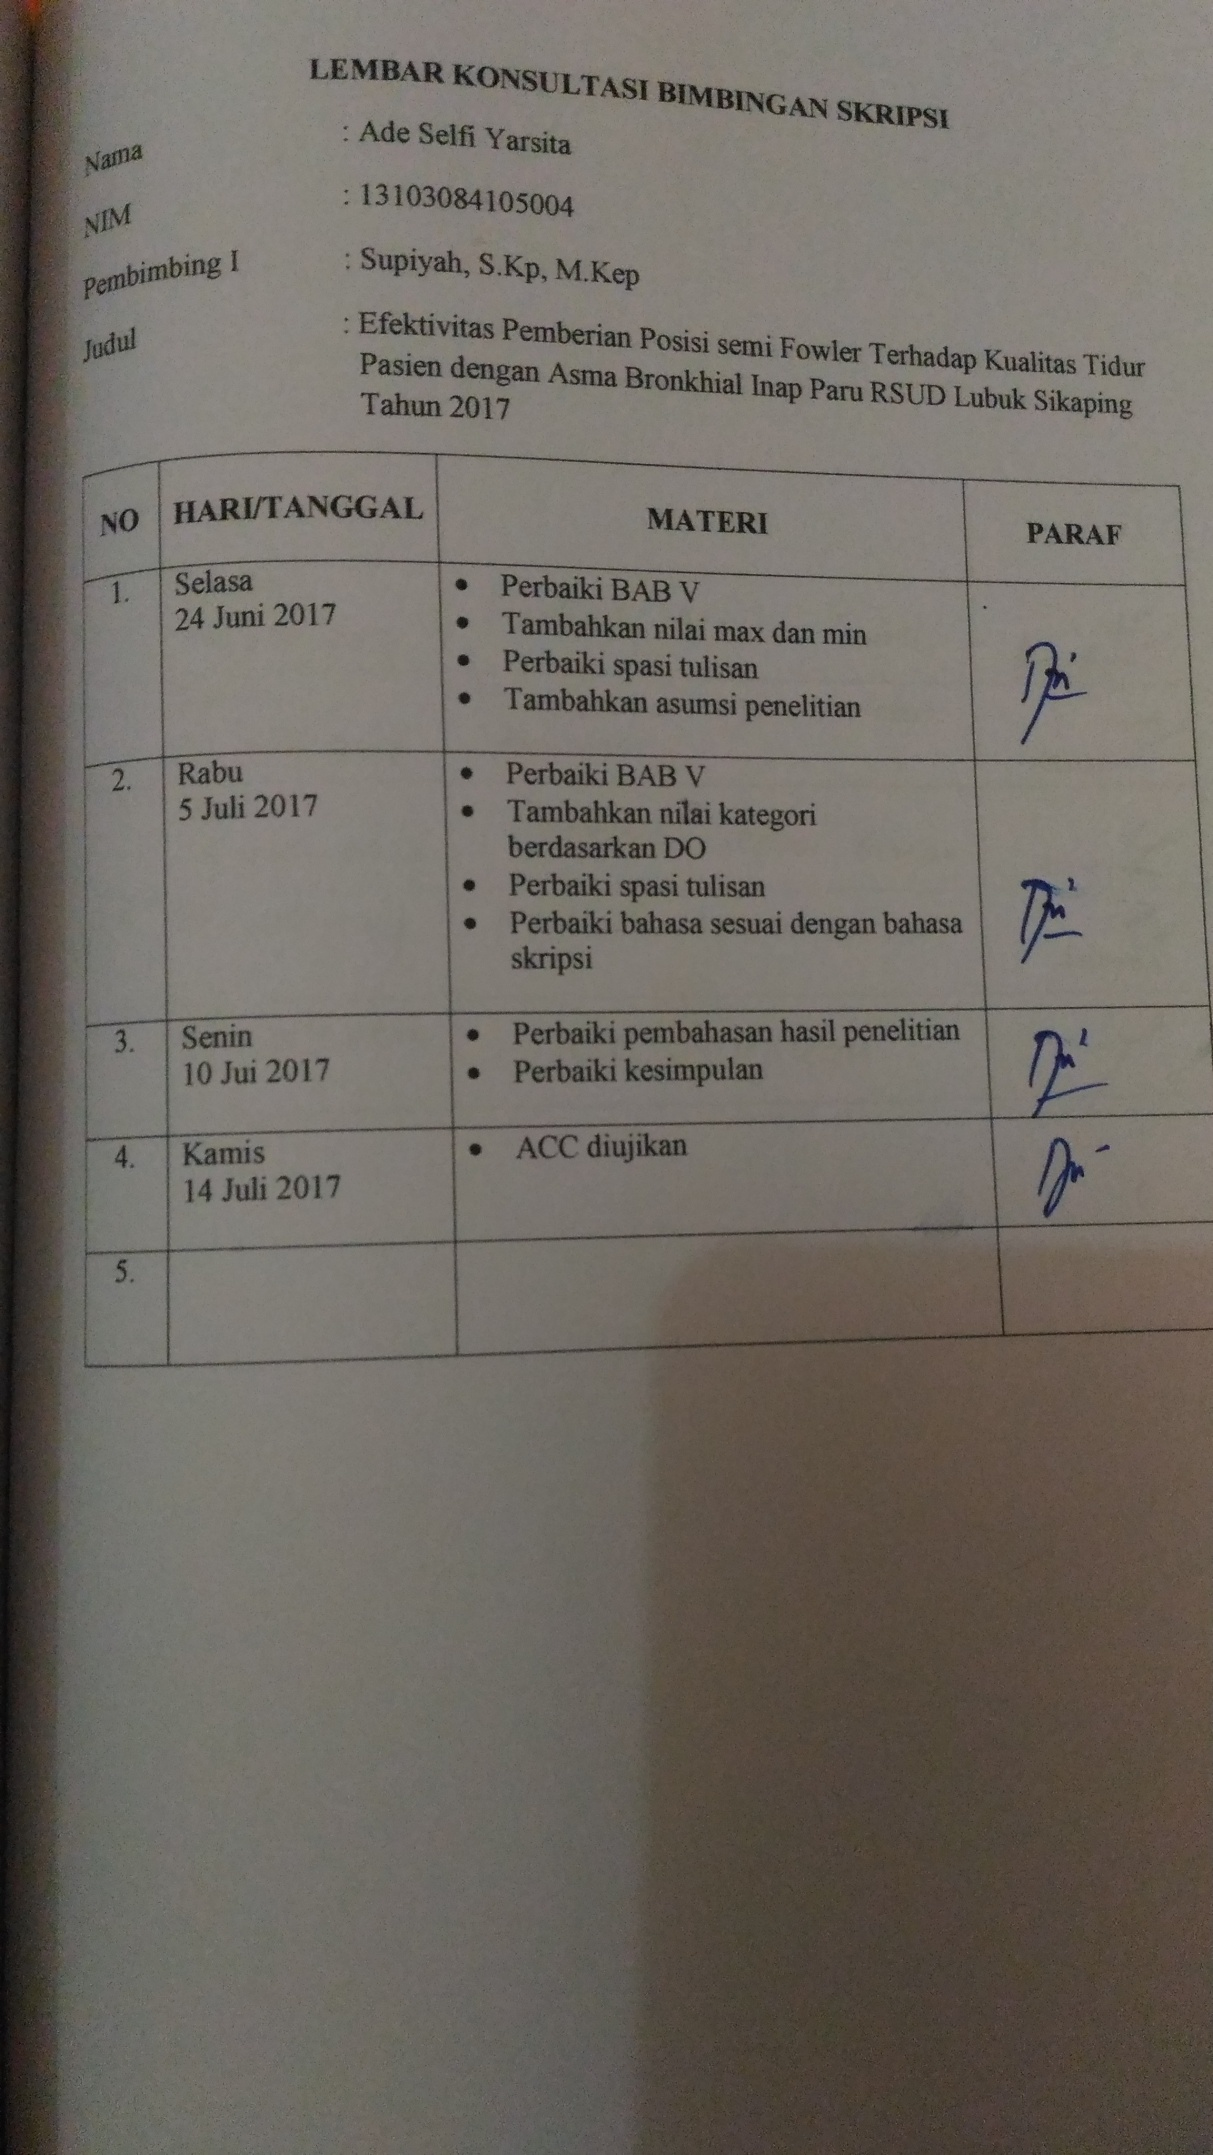 LEMBAR KONSULTASI BIMBINGAN SKRIPSI
Nama : Ade Selfi Yarsita
NIM : 13103084105004
Pembimbing I : Supiyah, S.Kp, M.Kep
Judul : Efektivitas Pemberian Posisi semi Fowler Terhadap Kualitas Tidur
Pasien dengan Asma Bronkhial Inap Paru RSUD Lubuk Sikaping
Tahun 2017
NO HARI/TANGGAL MATERI PARAF
1. Selasa • Perbaiki BAB V
24 Juni 2017 • Tambahkan nilai max dan min
• Perbaiki spasi tulisan
• Tambahkan asumsi penelitian
2. Rabu • Perbaiki BAB V
5 Juli 2017 • Tambahkan nilai kategori
berdasarkan DO
• Perbaiki spasi tulisan
• Perbaiki bahasa sesuai dengan bahasa
skripsi
3. Senin • Perbaiki pembahasan hasil penelitian
10 Jui 2017 • Perbaiki kesimpulan
4. Kamis • ACC diujikan
14 Juli 2017
5.